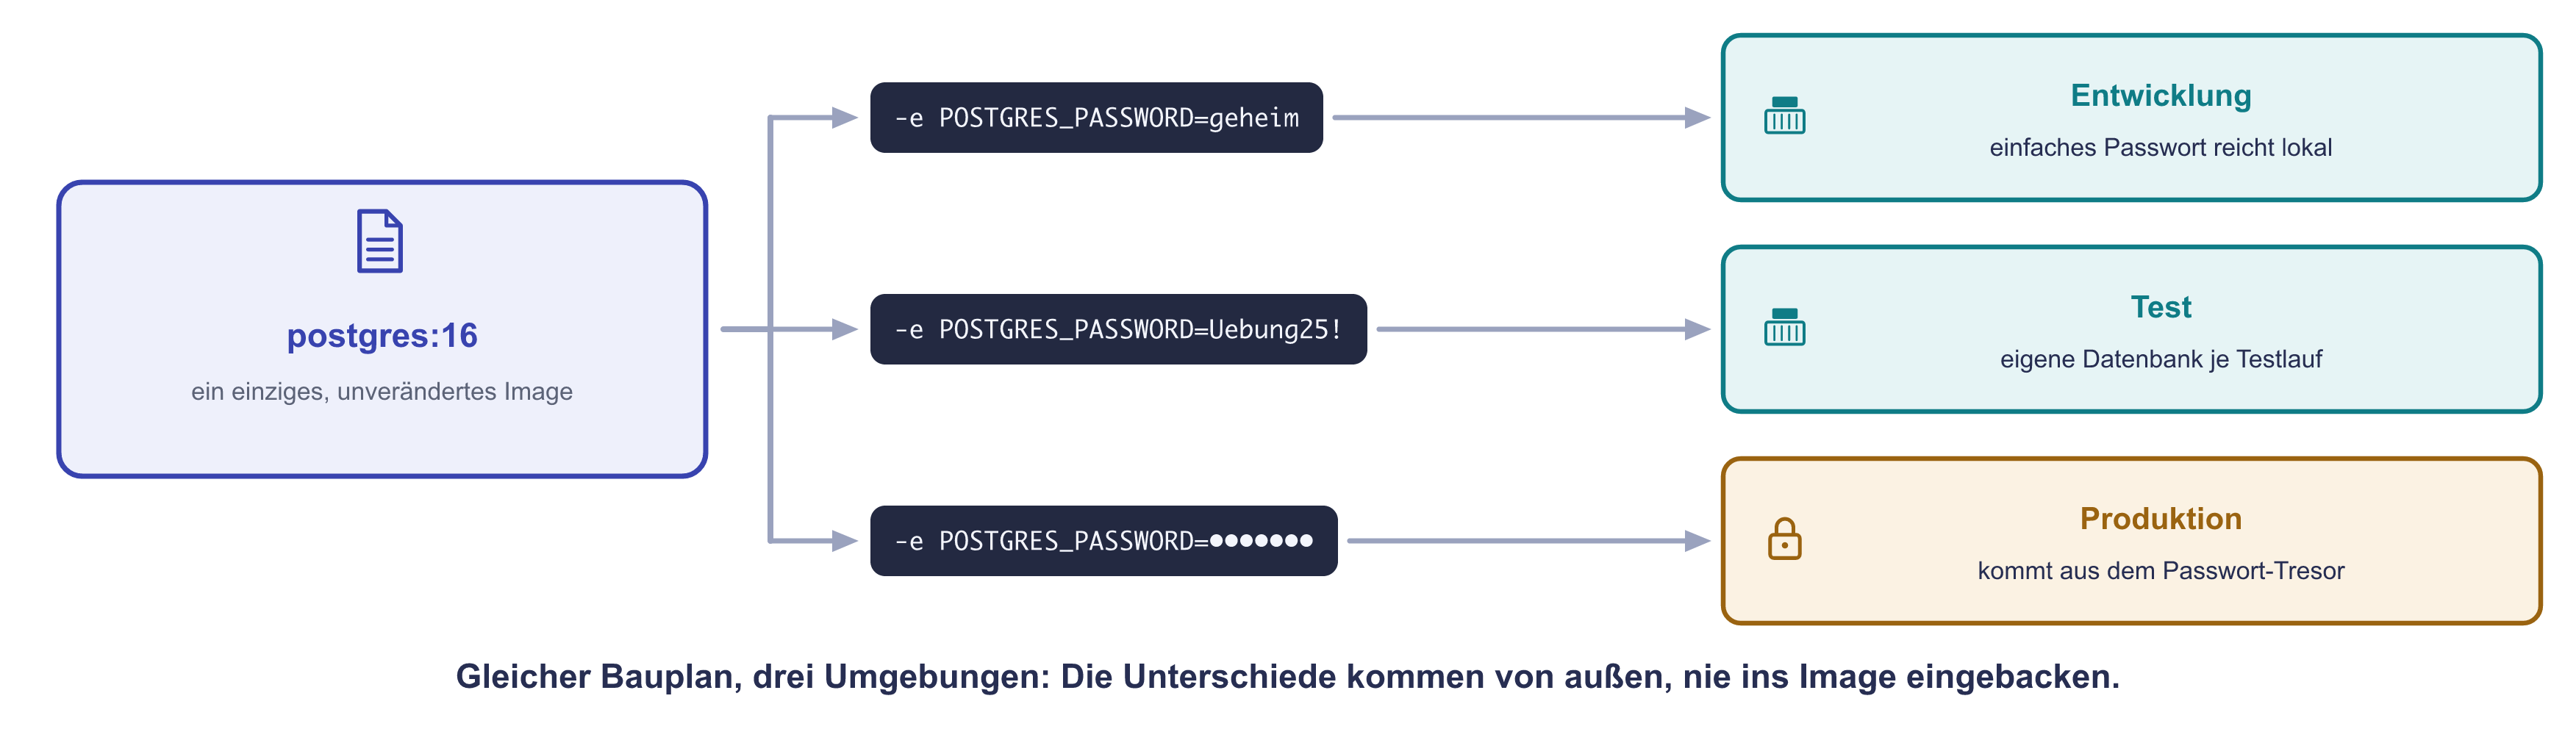 postgres:16
ein einziges, unverändertes Image
-e POSTGRES_PASSWORD=geheim
Entwicklung
einfaches Passwort reicht lokal
-e POSTGRES_PASSWORD=Uebung25!
Test
eigene Datenbank je Testlauf
-e POSTGRES_PASSWORD=●●●●●●●
Produktion
kommt aus dem Passwort-Tresor
Gleicher Bauplan, drei Umgebungen: Die Unterschiede kommen von außen, nie ins Image eingebacken.